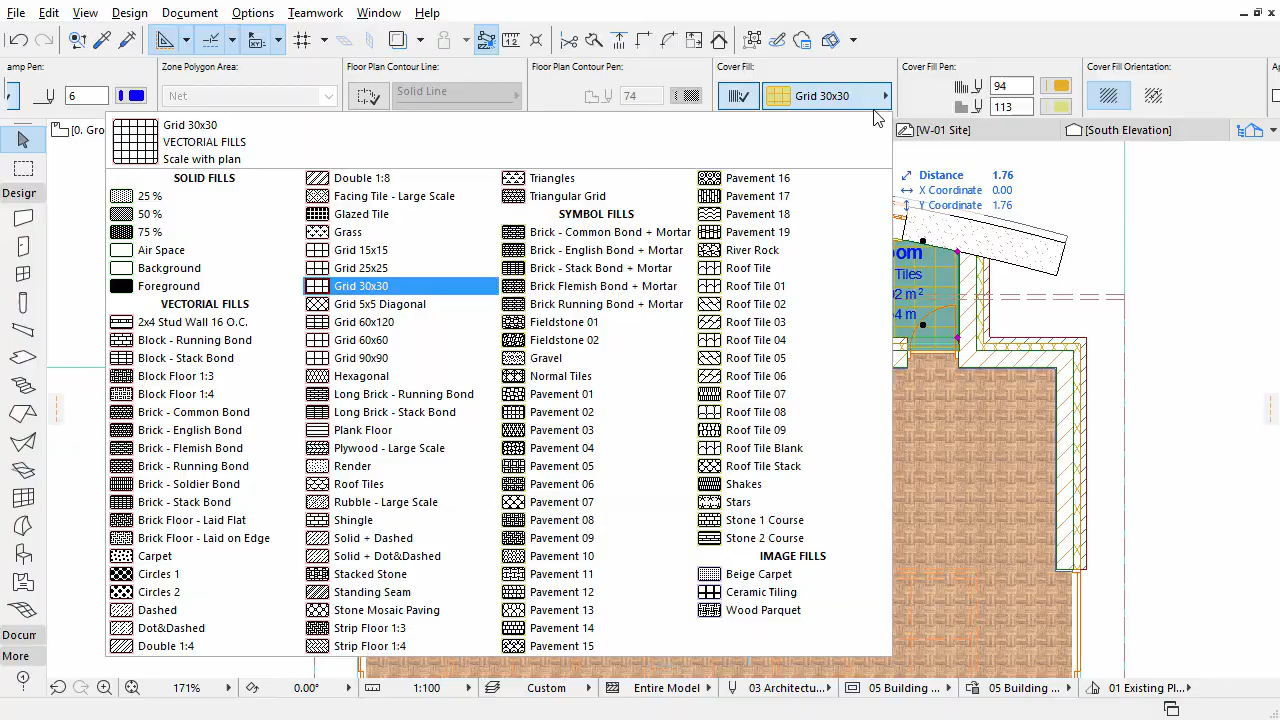 File Edit View Design Document Options Teamwork Window Help
amp Pen: Zone Polygon Area: Floor Plan Contour Line: Floor Plan Contour Pen: Cover Fill: Cover Fill Pen: Cover Fill Orientation: Ap
6 Net Solid Line 74 Grid 30x30 94
113
[0. Gro [W-01 Site] [South Elevation]
Grid 30x30
VECTORIAL FILLS
Scale with plan
Distance 1.76
X Coordinate 0.00
Y Coordinate 1.76
Design
Docum
More
SOLID FILLS
25 %
50 %
75 %
Air Space
Background
Foreground
VECTORIAL FILLS
2x4 Stud Wall 16 O.C.
Block - Running Bond
Block - Stack Bond
Block Floor 1:3
Block Floor 1:4
Brick - Common Bond
Brick - English Bond
Brick - Flemish Bond
Brick - Running Bond
Brick - Soldier Bond
Brick - Stack Bond
Brick Floor - Laid Flat
Brick Floor - Laid on Edge
Carpet
Circles 1
Circles 2
Dashed
Dot&Dashed
Double 1:4
Double 1:8
Facing Tile - Large Scale
Glazed Tile
Grass
Grid 15x15
Grid 25x25
Grid 30x30
Grid 5x5 Diagonal
Grid 60x120
Grid 60x60
Grid 90x90
Hexagonal
Long Brick - Running Bond
Long Brick - Stack Bond
Plank Floor
Plywood - Large Scale
Render
Roof Tiles
Rubble - Large Scale
Shingle
Solid + Dashed
Solid + Dot&Dashed
Stacked Stone
Standing Seam
Stone Mosaic Paving
Strip Floor 1:3
Strip Floor 1:4
Triangles
Triangular Grid
SYMBOL FILLS
Brick - Common Bond + Mortar
Brick - English Bond + Mortar
Brick - Stack Bond + Mortar
Brick Flemish Bond + Mortar
Brick Running Bond + Mortar
Fieldstone 01
Fieldstone 02
Gravel
Normal Tiles
Pavement 01
Pavement 02
Pavement 03
Pavement 04
Pavement 05
Pavement 06
Pavement 07
Pavement 08
Pavement 09
Pavement 10
Pavement 11
Pavement 12
Pavement 13
Pavement 14
Pavement 15
Pavement 16
Pavement 17
Pavement 18
Pavement 19
River Rock
Roof Tile
Roof Tile 01
Roof Tile 02
Roof Tile 03
Roof Tile 04
Roof Tile 05
Roof Tile 06
Roof Tile 07
Roof Tile 08
Roof Tile 09
Roof Tile Blank
Roof Tile Stack
Shakes
Stars
Stone 1 Course
Stone 2 Course
IMAGE FILLS
Beige Carpet
Ceramic Tiling
Wood Parquet
oom
Tiles
2 m²
4 m
171% 0.00° 1:100 Custom Entire Model 03 Architectu... 05 Building ... 05 Building ... 01 Existing Pl...